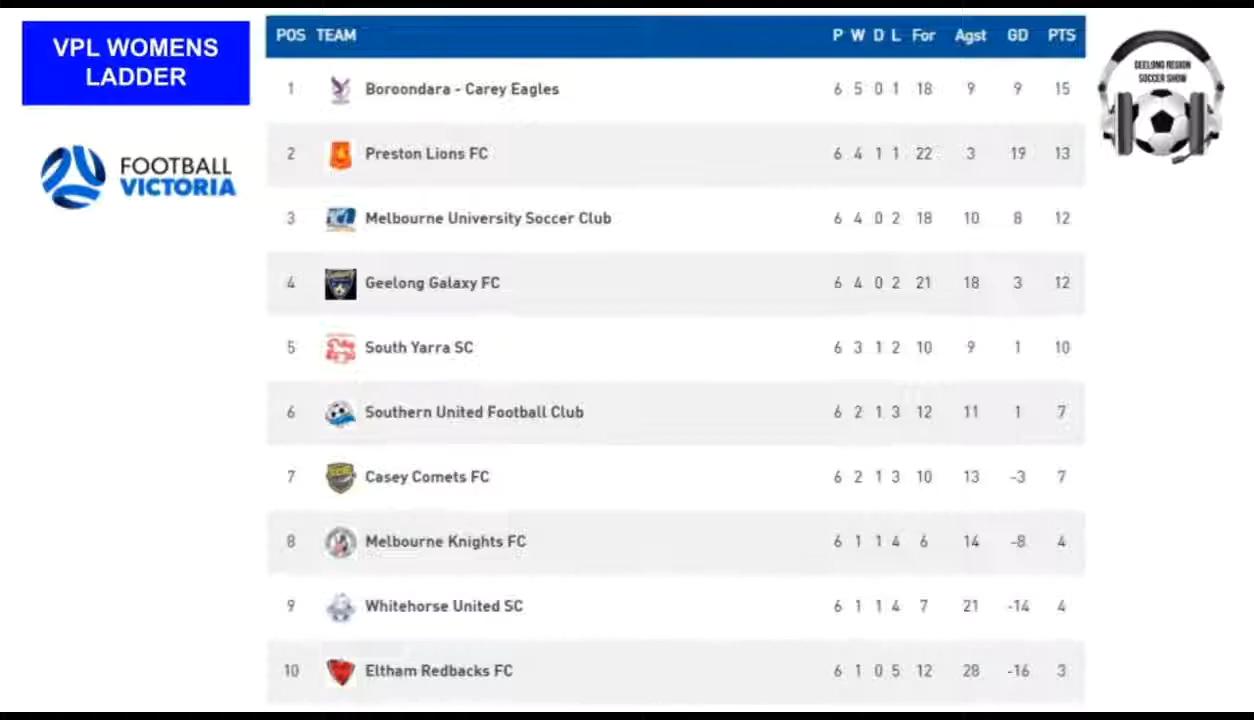 VPL WOMENS
LADDER
FOOTBALL
VICTORIA
GEELONG REGION
SOCCER SHOW
POS TEAM P W D L For Agst GD PTS
1 Boroondara - Carey Eagles 6 5 0 1 18 9 9 15
2 Preston Lions FC 6 4 1 1 22 3 19 13
3 Melbourne University Soccer Club 6 4 0 2 18 10 8 12
4 Geelong Galaxy FC 6 4 0 2 21 18 3 12
5 South Yarra SC 6 3 1 2 10 9 1 10
6 Southern United Football Club 6 2 1 3 12 11 1 7
7 Casey Comets FC 6 2 1 3 10 13 -3 7
8 Melbourne Knights FC 6 1 1 4 6 14 -8 4
9 Whitehorse United SC 6 1 1 4 7 21 -14 4
10 Eltham Redbacks FC 6 1 0 5 12 28 -16 3